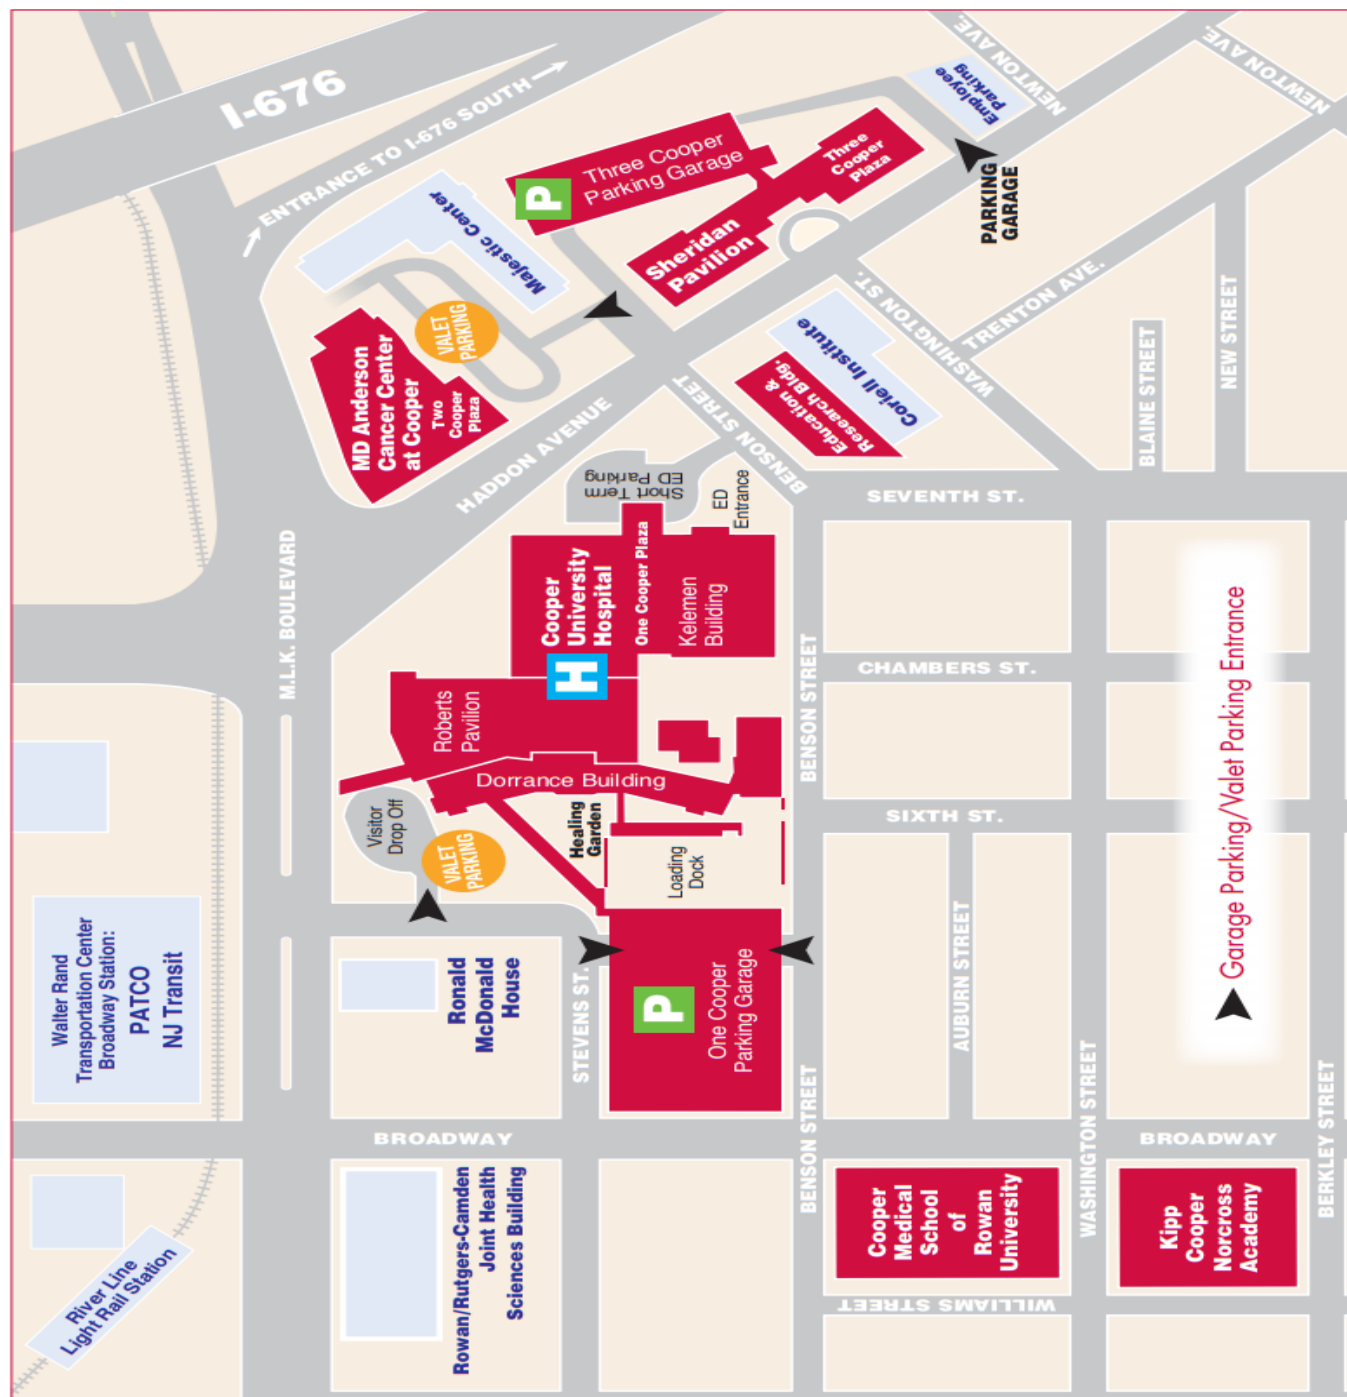 I-676
ENTRANCE TO I-676 SOUTH
NEWTON AVE.
NEWTON AVE.
Employee
Parking
Three Cooper
Parking Garage
P
Three
Cooper
Plaza
PARKING
GARAGE
Sheridan
Pavilion
Majestic Center
VALET
PARKING
MD Anderson
Cancer Center
at Cooper
Two
Cooper
Plaza
HADDON AVENUE
BENSON STREET
WASHINGTON ST.
TRENTON AVE.
Coriell Institute
Education &
Research Bldg.
NEW STREET
BLAINE STREET
SEVENTH ST.
Short Term
ED Parking
ED
Entrance
M.L.K. BOULEVARD
Cooper
University
Hospital
One Cooper Plaza
Kelemen
Building
H
Roberts
Pavilion
Dorrance Building
BENSON STREET
CHAMBERS ST.
SIXTH ST.
Visitor
Drop Off
VALET
PARKING
Healing
Garden
Loading
Dock
Walter Rand
Transportation Center
Broadway Station:
PATCO
NJ Transit
Ronald
McDonald
House
STEVENS ST.
P
One Cooper
Parking Garage
AUBURN STREET
Garage Parking/Valet Parking Entrance
BROADWAY
BENSON STREET
WASHINGTON STREET
BROADWAY
BERKLEY STREET
River Line
Light Rail Station
Rowan/Rutgers-Camden
Joint Health
Sciences Building
Cooper
Medical
School
of
Rowan
University
Kipp
Cooper
Norcross
Academy
WILLIAMS STREET